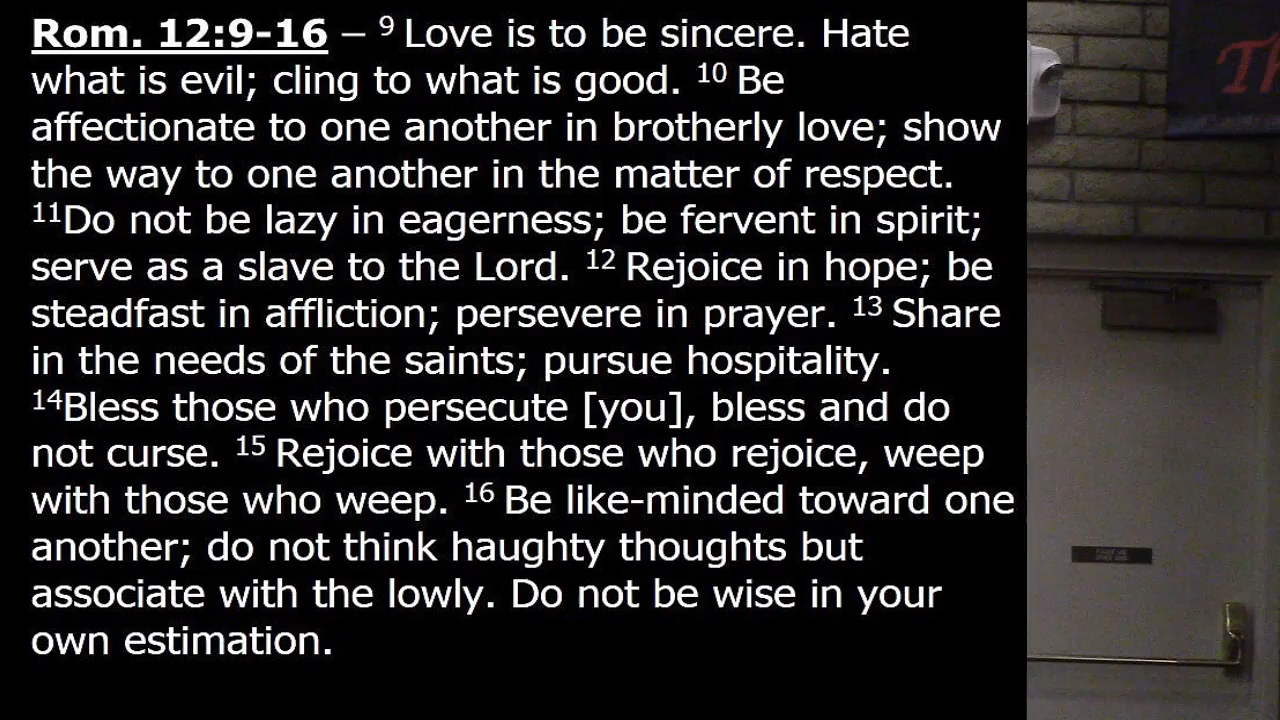 Rom. 12:9-16 – 9 Love is to be sincere. Hate
what is evil; cling to what is good. 10 Be
affectionate to one another in brotherly love; show
the way to one another in the matter of respect.
11Do not be lazy in eagerness; be fervent in spirit;
serve as a slave to the Lord. 12 Rejoice in hope; be
steadfast in affliction; persevere in prayer. 13 Share
in the needs of the saints; pursue hospitality.
14Bless those who persecute [you], bless and do
not curse. 15 Rejoice with those who rejoice, weep
with those who weep. 16 Be like-minded toward one
another; do not think haughty thoughts but
associate with the lowly. Do not be wise in your
own estimation.